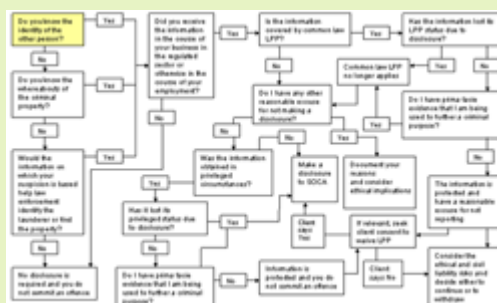 Do you know the
identity of the
other person?
Yes
No
Do you know the
whereabouts of
the criminal
property?
Yes
No
Would the
information on
which your
suspicion is based
help law
enforcement
identify the
launderer or find
the property?
Yes
No
No disclosure is
required and you do
not commit an offence
Did you receive
the information
in the course of
your business in
the regulated
sector or
otherwise in the
course of your
employment?
Yes
No
Is the information
covered by common law
LPP?
Yes
No
Has the information lost its
LPP status due to
disclosure?
Yes
No
Common law LPP
no longer applies
Do I have any other
reasonable excuse
for not making a
disclosure?
No
Yes
Do I have prima facie
evidence that I am being
used to further a criminal
purpose?
Yes
No
Was the information
obtained in
privileged
circumstances?
Yes
No
Make a
disclosure
to SOCA
Document your
reasons
and consider
ethical implications
Has it lost its
privileged status due
to disclosure?
Yes
No
The information is
protected and
have a reasonable
excuse for not
reporting
Client
says
Yes
If relevant, seek
client consent to
waive LPP
Client
says No
Do I have prima facie
evidence that I am being
used to further a criminal
purpose?
No
Information is
protected and you do
not commit an offence
Consider the
ethical and civil
liability risks
and decide either
to continue or to
withdraw